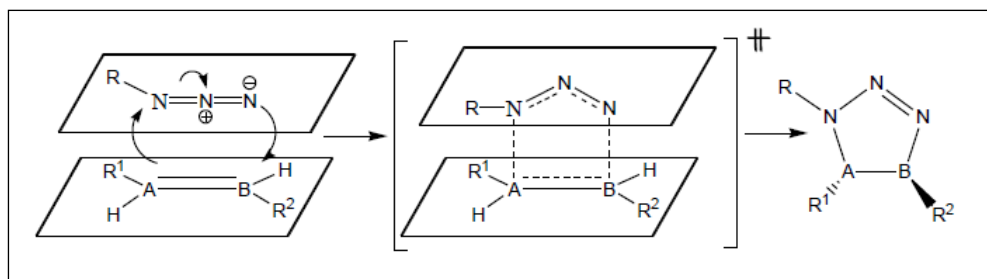 R N N N ⊖
⊕
R¹ A B H
H R²
R N N N ‡
R¹ A B H
H R²
R N N N
A B
R¹ R²